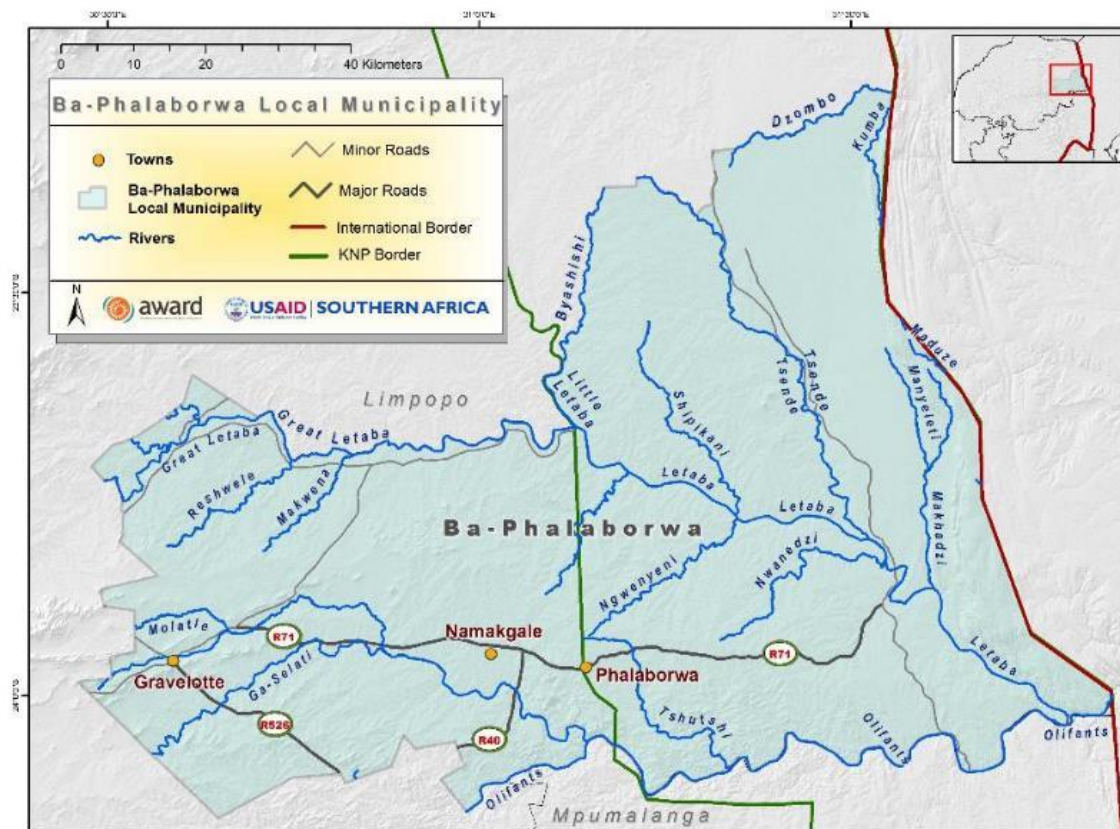 0 10 20 40 Kilometers
Ba-Phalaborwa Local Municipality
Towns
Ba-Phalaborwa
Local Municipality
Rivers
Minor Roads
Major Roads
International Border
KNP Border
N
award
USAID SOUTHERN AFRICA
Dzombo
Kumba
Byashishi
Maduze
Manyeleti
Tsende
Tsende
Little
Letaba
Shipikani
Limpopo
Great Letaba
Great Letaba
Reshwele
Makwena
Letaba
Letaba
Makhadzi
Ba-Phalaborwa
Nwanedzi
Ngwenyeni
Molatle
R71
Namakgale
R71
Phalaborwa
Gravelotte
Ga-Selati
Letaba
R526
R40
Tshutshi
Olifants
Olifants
Olifants
Mpumalanga